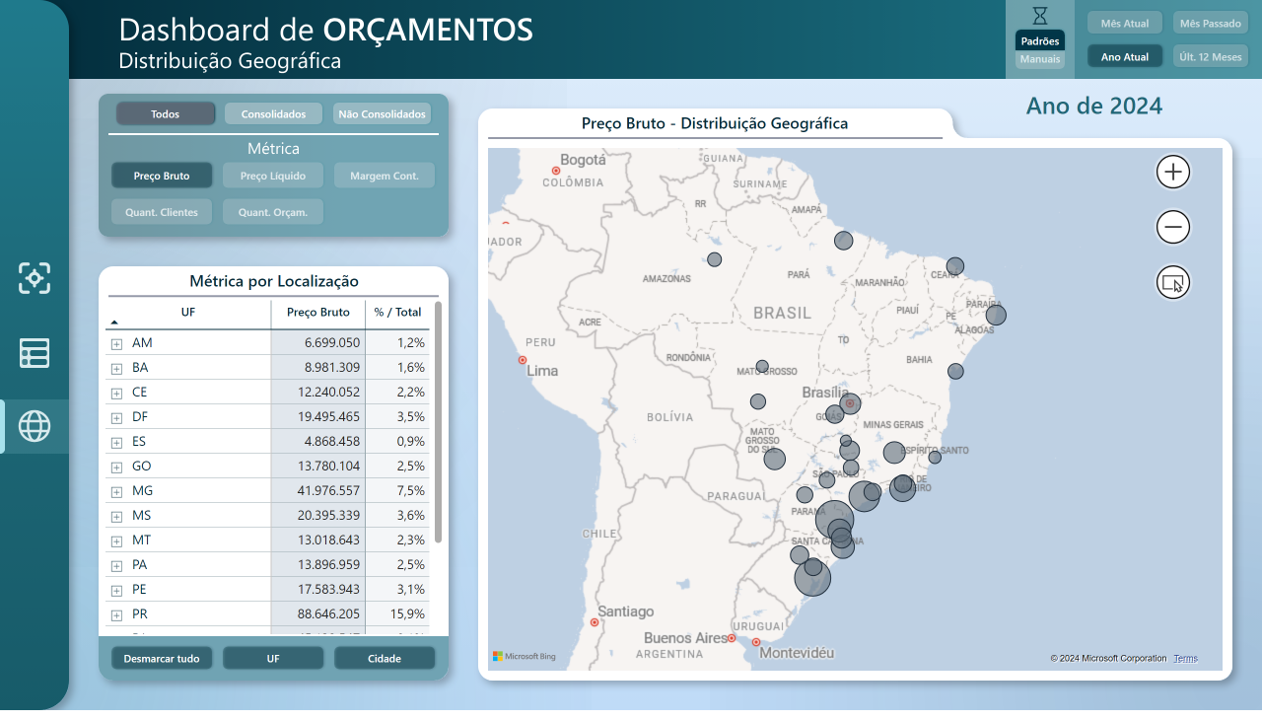 Dashboard de ORÇAMENTOS
Distribuição Geográfica
Padrões
Manuais
Mês Atual
Mês Passado
Ano Atual
Últ. 12 Meses
Ano de 2024
Todos
Consolidados
Não Consolidados
Métrica
Preço Bruto
Preço Líquido
Margem Cont.
Quant. Clientes
Quant. Orçam.
Métrica por Localização
UF Preço Bruto % / Total
AM 6.699.050 1,2%
BA 8.981.309 1,6%
CE 12.240.052 2,2%
DF 19.495.465 3,5%
ES 4.868.458 0,9%
GO 13.780.104 2,5%
MG 41.976.557 7,5%
MS 20.395.339 3,6%
MT 13.018.643 2,3%
PA 13.896.959 2,5%
PE 17.583.943 3,1%
PR 88.646.205 15,9%
Desmarcar tudo
UF
Cidade
Preço Bruto - Distribuição Geográfica
Bogotá
COLÔMBIA
GUIANA
SURINAME
RR
AMAPÁ
ADOR
AMAZONAS
PARÁ
MARANHÃO
CEARÁ
BRASIL
PIAUÍ
PE
PARAÍBA
ALAGOAS
ACRE
TO
PERU
RONDÔNIA
MATO GROSSO
BAHIA
Lima
Brasília
GOIÁS
BOLÍVIA
MATO
GROSSO
DO SUL
MINAS GERAIS
ESPÍRITO SANTO
SÃO PAULO
PARAGUAI
PARANÁ
CHILE
SANTA
Santiago
URUGUAI
Buenos Aires
ARGENTINA
Montevidéu
Microsoft Bing
© 2024 Microsoft Corporation Terms